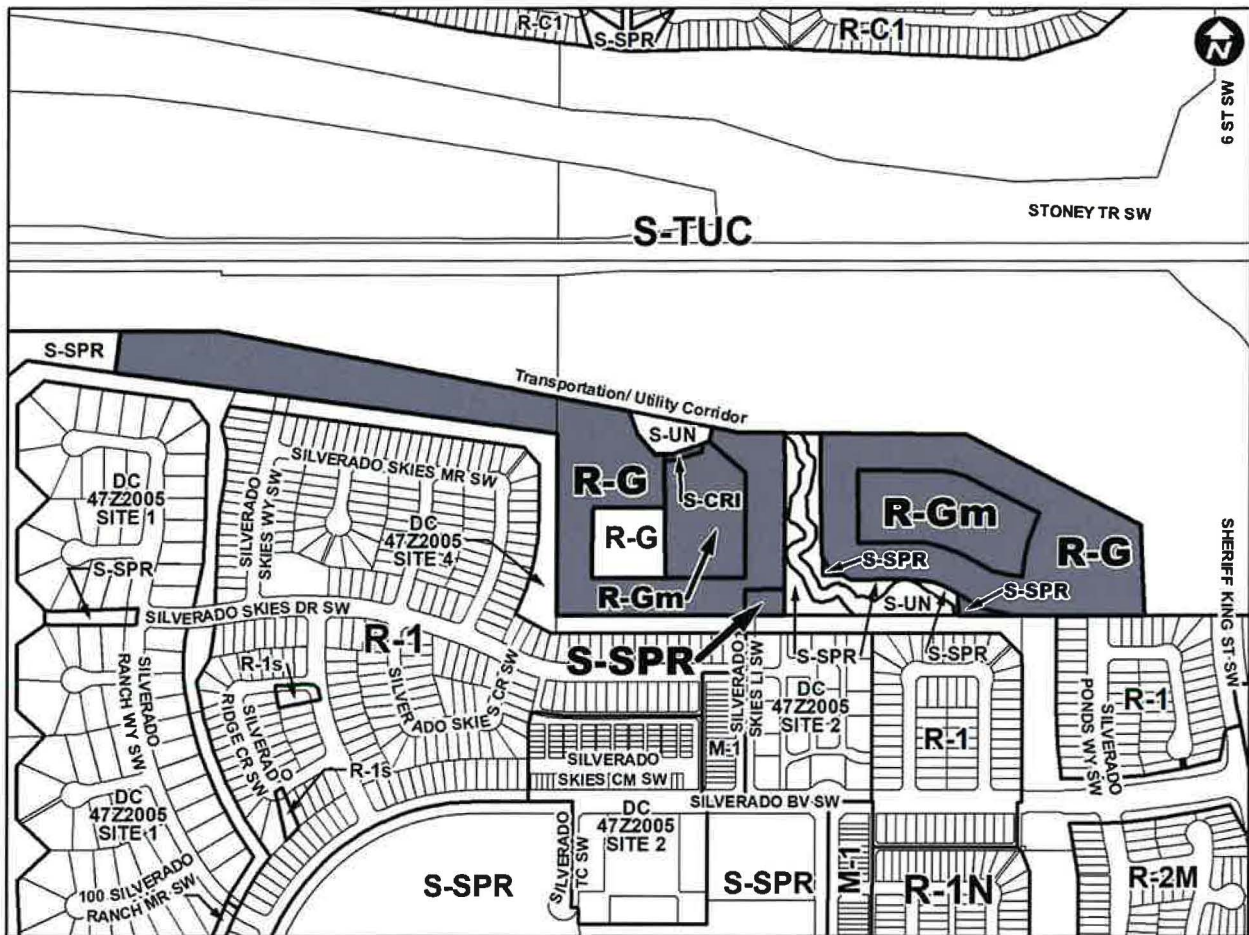 R-C1
S-SPR
R-C1
N
6 ST SW
STONEY TR SW
S-TUC
S-SPR
Transportation/ Utility Corridor
S-UN
S-CRI
R-G
R-G
R-Gm
R-Gm
R-G
S-SPR
S-SPR
S-UN
S-SPR
S-SPR
S-SPR
DC
47Z2005
SITE 1
S-SPR
SILVERADO
SKIES WY SW
SILVERADO SKIES MR SW
DC
47Z2005
SITE 4
SILVERADO SKIES DR SW
R-1
R-1s
SILVERADO
RANCH WY SW
SILVERADO
RIDGE CR SW
SILVER
ADO SKIE
S CR SW
R-1s
DC
47Z2005
SITE 1
100 SILVERADO
RANCH MR SW
SILVERADO
SKIES CM SW
M-1
SILVERADO
SKIES LI SW
DC
47Z2005
SITE 2
R-1
SILVERADO
PONDS WY SW
R-1
SHERIFF KING ST SW
SILVERADO BV SW
DC
47Z2005
SITE 2
SILVERADO
TC SW
S-SPR
S-SPR
M-1
R-1N
R-2M